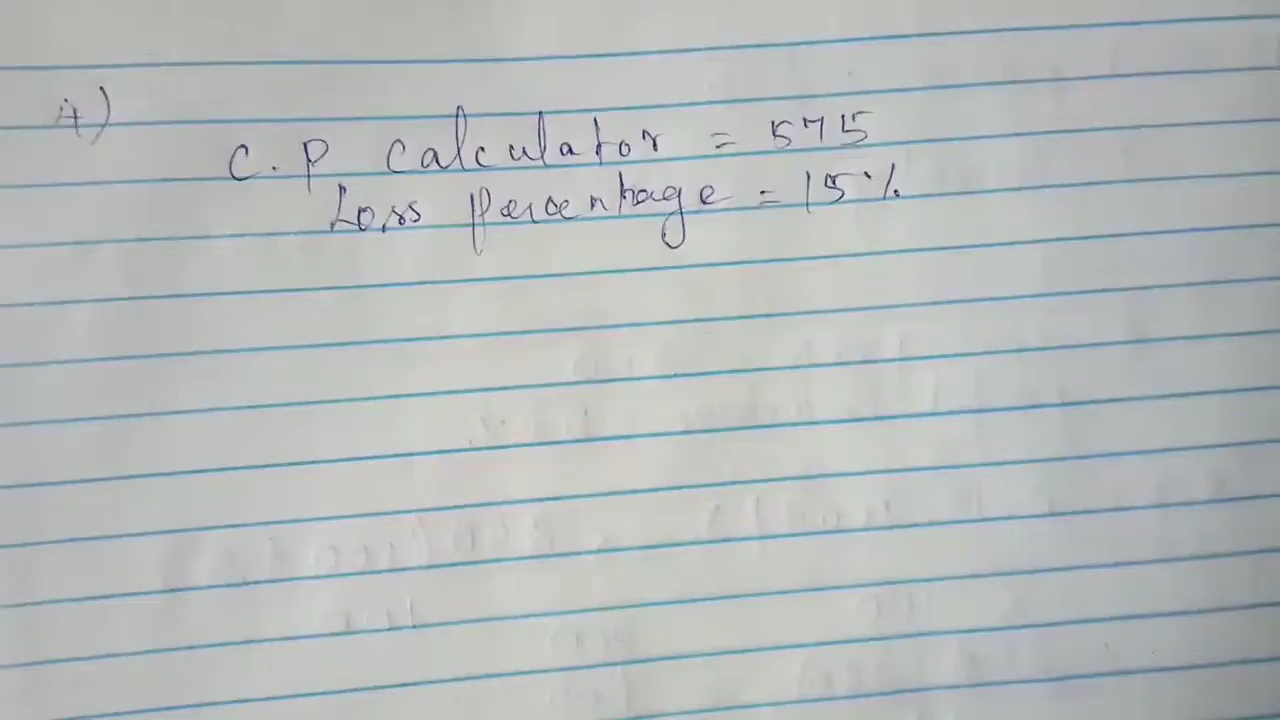 4)
C.P Calculator = 575
Loss percentage = 15%